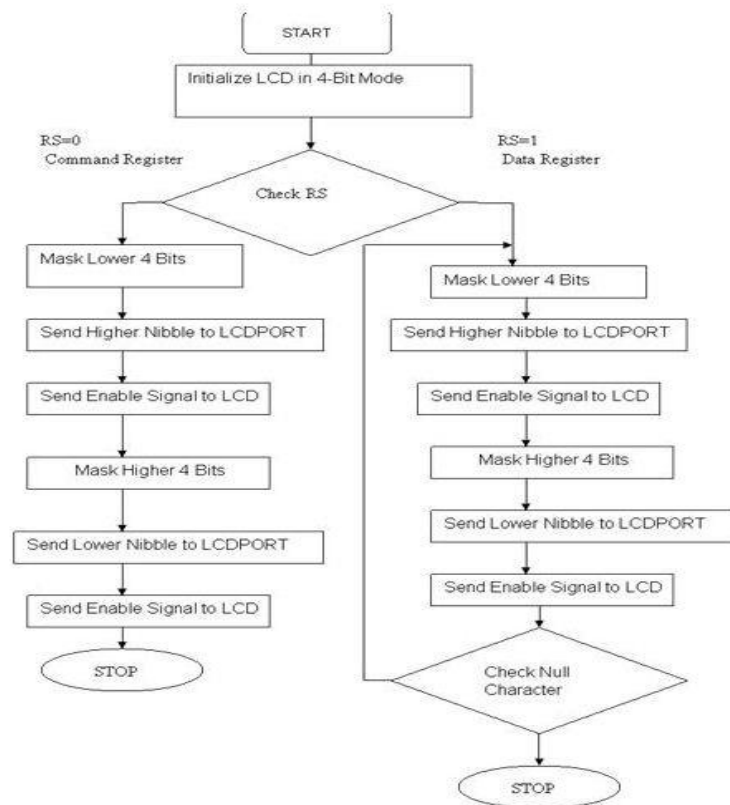 START
Initialize LCD in 4-Bit Mode
RS=0
Command Register
RS=1
Data Register
Check RS
Mask Lower 4 Bits
Send Higher Nibble to LCDPORT
Send Enable Signal to LCD
Mask Higher 4 Bits
Send Lower Nibble to LCDPORT
Send Enable Signal to LCD
STOP
Mask Lower 4 Bits
Send Higher Nibble to LCDPORT
Send Enable Signal to LCD
Mask Higher 4 Bits
Send Lower Nibble to LCDPORT
Send Enable Signal to LCD
Check Null
Character
STOP